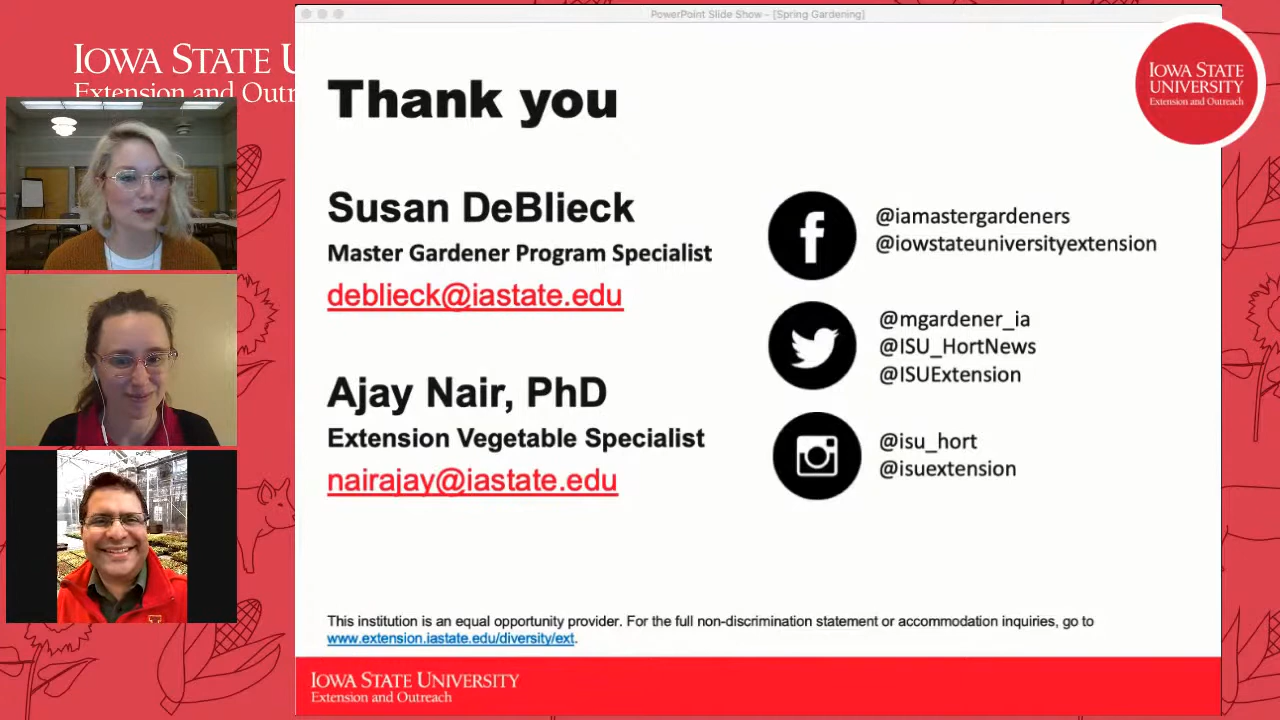 PowerPoint Slide Show - [Spring Gardening]
IOWA STATE U
Extension and Outr
IOWA STATE
UNIVERSITY
Extension and Outreach
Thank you
Susan DeBlieck
Master Gardener Program Specialist
deblieck@iastate.edu
Ajay Nair, PhD
Extension Vegetable Specialist
nairajay@iastate.edu
@iamastergardeners
@iowstateuniversityextension
@mgardener_ia
@ISU_HortNews
@ISUExtension
@isu_hort
@isuextension
This institution is an equal opportunity provider. For the full non-discrimination statement or accommodation inquiries, go to
www.extension.iastate.edu/diversity/ext.
IOWA STATE UNIVERSITY
Extension and Outreach